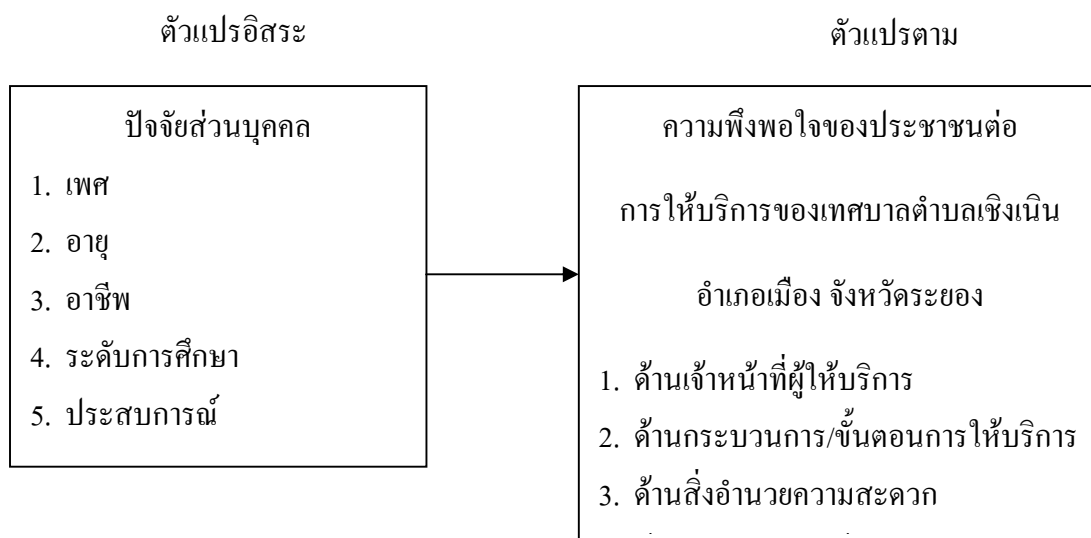 ตัวแปรอิสระ
ตัวแปรตาม
ปัจจัยส่วนบุคคล
1. เพศ
2. อายุ
3. อาชีพ
4. ระดับการศึกษา
5. ประสบการณ์
ความพึงพอใจของประชาชนต่อ
การให้บริการของเทศบาลตำบลเชิงเนิน
อำเภอเมือง จังหวัดระยอง
1. ด้านเจ้าหน้าที่ผู้ให้บริการ
2. ด้านกระบวนการ/ขั้นตอนการให้บริการ
3. ด้านสิ่งอำนวยความสะดวก